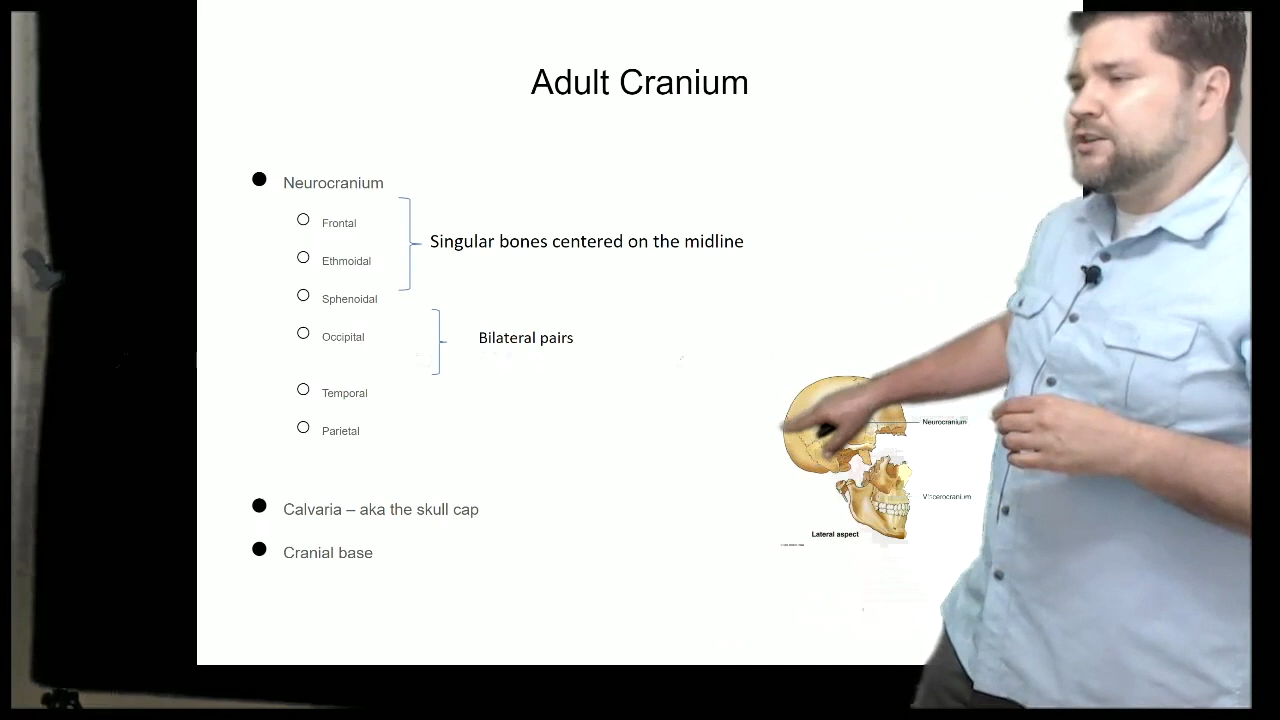 Adult Cranium
Neurocranium
Frontal
Ethmoidal
Singular bones centered on the midline
Sphenoidal
Occipital
Bilateral pairs
Temporal
Parietal
Calvaria – aka the skull cap
Cranial base
Neurocranium
Viscerocranium
Lateral aspect